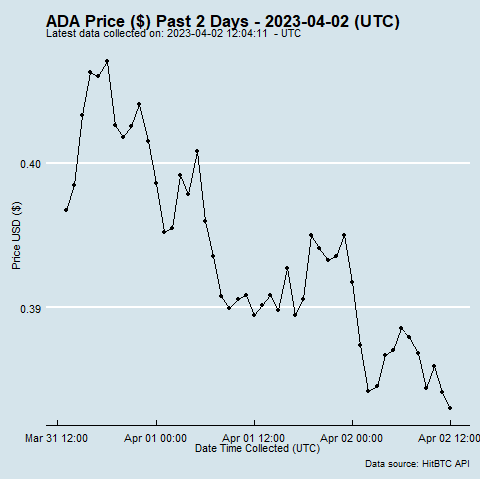 ADA Price ($) Past 2 Days - 2023-04-02 (UTC)
Latest data collected on: 2023-04-02 12:04:11  - UTC
0.40
Price USD ($)
0.39
Mar 31 12:00 Apr 01 00:00 Apr 01 12:00 Apr 02 00:00 Apr 02 12:00
Date Time Collected (UTC)
Data source: HitBTC API